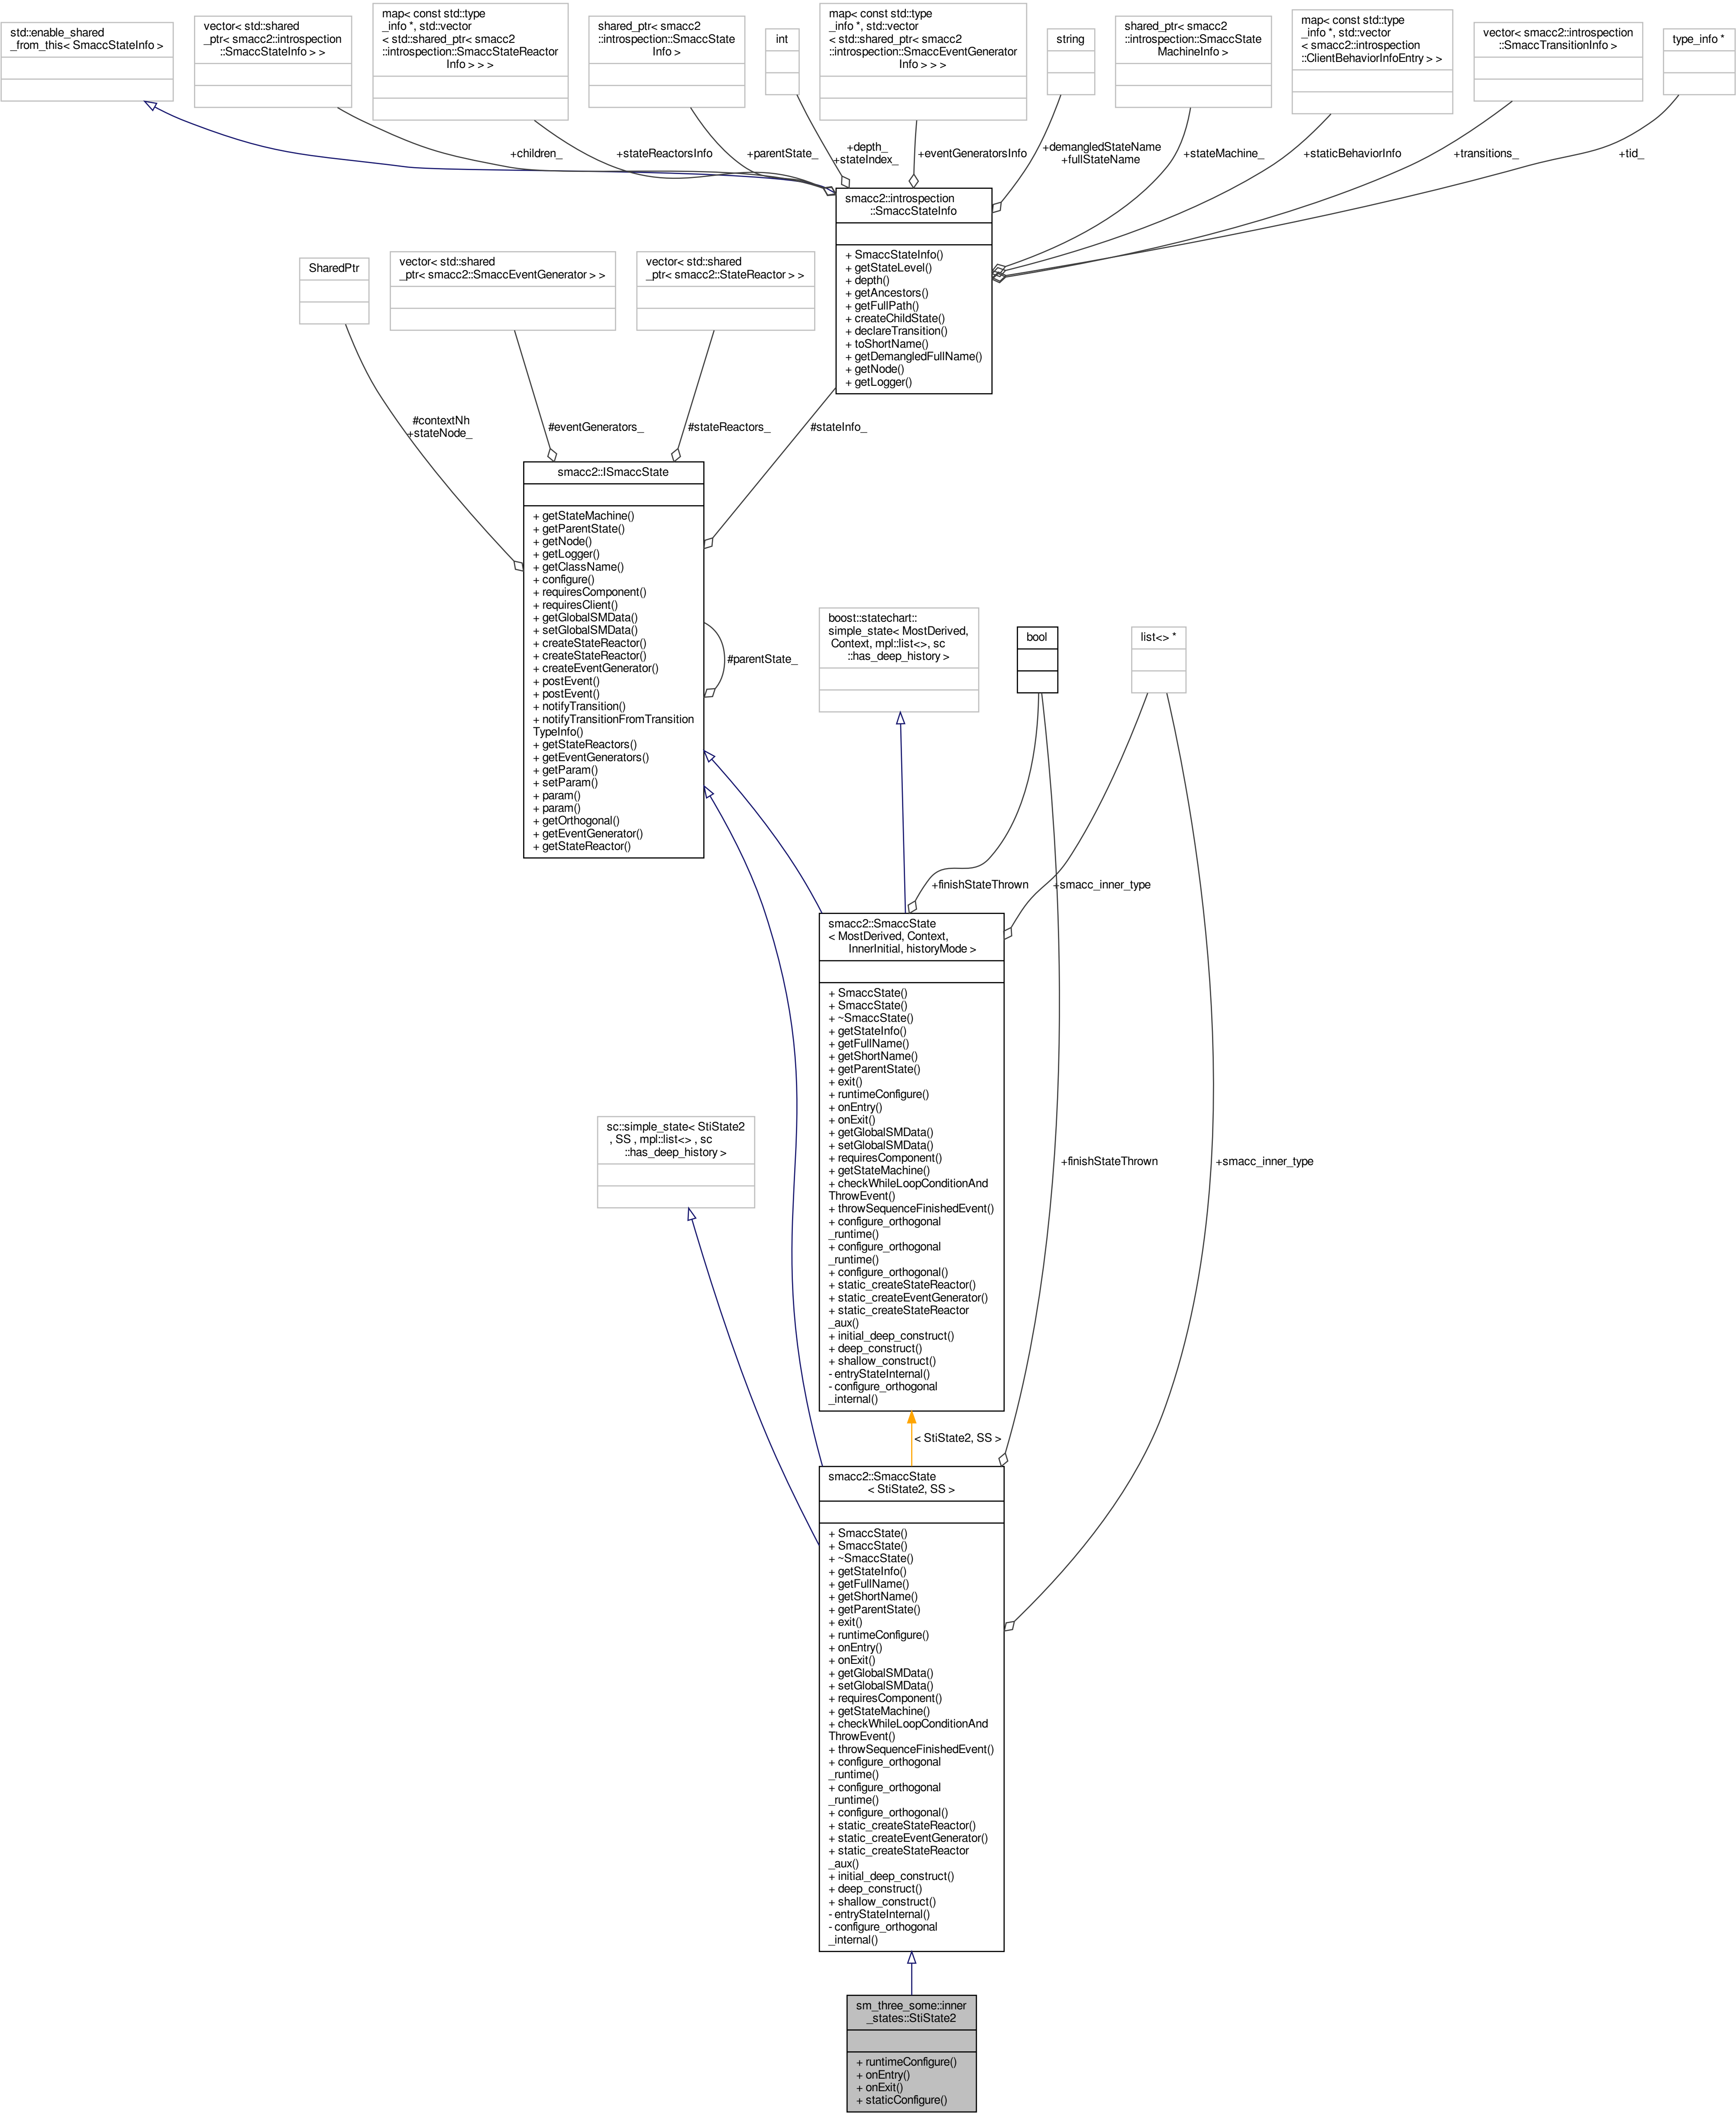 std::enable_shared
_from_this< SmaccStateInfo >
vector< std::shared
_ptr< smacc2::introspection
::SmaccStateInfo > >
map< const std::type
_info *, std::vector
< std::shared_ptr< smacc2
::introspection::SmaccStateReactor
Info > > >
shared_ptr< smacc2
::introspection::SmaccState
Info >
int
map< const std::type
_info *, std::vector
< std::shared_ptr< smacc2
::introspection::SmaccEventGenerator
Info > > >
string
shared_ptr< smacc2
::introspection::SmaccState
MachineInfo >
map< const std::type
_info *, std::vector
< smacc2::introspection
::ClientBehaviorInfoEntry > >
vector< smacc2::introspection
::SmaccTransitionInfo >
type_info *
+children_
+stateReactorsInfo
+parentState_
+depth_
+stateIndex_
+eventGeneratorsInfo
+demangledStateName
+fullStateName
+stateMachine_
+staticBehaviorInfo
+transitions_
+tid_
smacc2::introspection
::SmaccStateInfo
+ SmaccStateInfo()
+ getStateLevel()
+ depth()
+ getAncestors()
+ getFullPath()
+ createChildState()
+ declareTransition()
+ toShortName()
+ getDemangledFullName()
+ getNode()
+ getLogger()
SharedPtr
vector< std::shared
_ptr< smacc2::SmaccEventGenerator > >
vector< std::shared
_ptr< smacc2::StateReactor > >
#contextNh
+stateNode_
#eventGenerators_
#stateReactors_
#stateInfo_
smacc2::ISmaccState
+ getStateMachine()
+ getParentState()
+ getNode()
+ getLogger()
+ getClassName()
+ configure()
+ requiresComponent()
+ requiresClient()
+ getGlobalSMData()
+ setGlobalSMData()
+ createStateReactor()
+ createStateReactor()
+ createEventGenerator()
+ postEvent()
+ postEvent()
+ notifyTransition()
+ notifyTransitionFromTransition
TypeInfo()
+ getStateReactors()
+ getEventGenerators()
+ getParam()
+ setParam()
+ param()
+ param()
+ getOrthogonal()
+ getEventGenerator()
+ getStateReactor()
#parentState_
boost::statechart::
simple_state< MostDerived,
Context, mpl::list<>, sc
::has_deep_history >
bool
list<> *
+finishStateThrown
+smacc_inner_type
smacc2::SmaccState
< MostDerived, Context,
InnerInitial, historyMode >
+ SmaccState()
+ SmaccState()
+ ~SmaccState()
+ getStateInfo()
+ getFullName()
+ getShortName()
+ getParentState()
+ exit()
+ runtimeConfigure()
+ onEntry()
+ onExit()
+ getGlobalSMData()
+ setGlobalSMData()
+ requiresComponent()
+ getStateMachine()
+ checkWhileLoopConditionAnd
ThrowEvent()
+ throwSequenceFinishedEvent()
+ configure_orthogonal
_runtime()
+ configure_orthogonal
_runtime()
+ configure_orthogonal()
+ static_createStateReactor()
+ static_createEventGenerator()
+ static_createStateReactor
_aux()
+ initial_deep_construct()
+ deep_construct()
+ shallow_construct()
- entryStateInternal()
- configure_orthogonal
_internal()
sc::simple_state< StiState2
, SS , mpl::list<> , sc
::has_deep_history >
+finishStateThrown
+smacc_inner_type
< StiState2, SS >
smacc2::SmaccState
< StiState2, SS >
+ SmaccState()
+ SmaccState()
+ ~SmaccState()
+ getStateInfo()
+ getFullName()
+ getShortName()
+ getParentState()
+ exit()
+ runtimeConfigure()
+ onEntry()
+ onExit()
+ getGlobalSMData()
+ setGlobalSMData()
+ requiresComponent()
+ getStateMachine()
+ checkWhileLoopConditionAnd
ThrowEvent()
+ throwSequenceFinishedEvent()
+ configure_orthogonal
_runtime()
+ configure_orthogonal
_runtime()
+ configure_orthogonal()
+ static_createStateReactor()
+ static_createEventGenerator()
+ static_createStateReactor
_aux()
+ initial_deep_construct()
+ deep_construct()
+ shallow_construct()
- entryStateInternal()
- configure_orthogonal
_internal()
sm_three_some::inner
_states::StiState2
+ runtimeConfigure()
+ onEntry()
+ onExit()
+ staticConfigure()